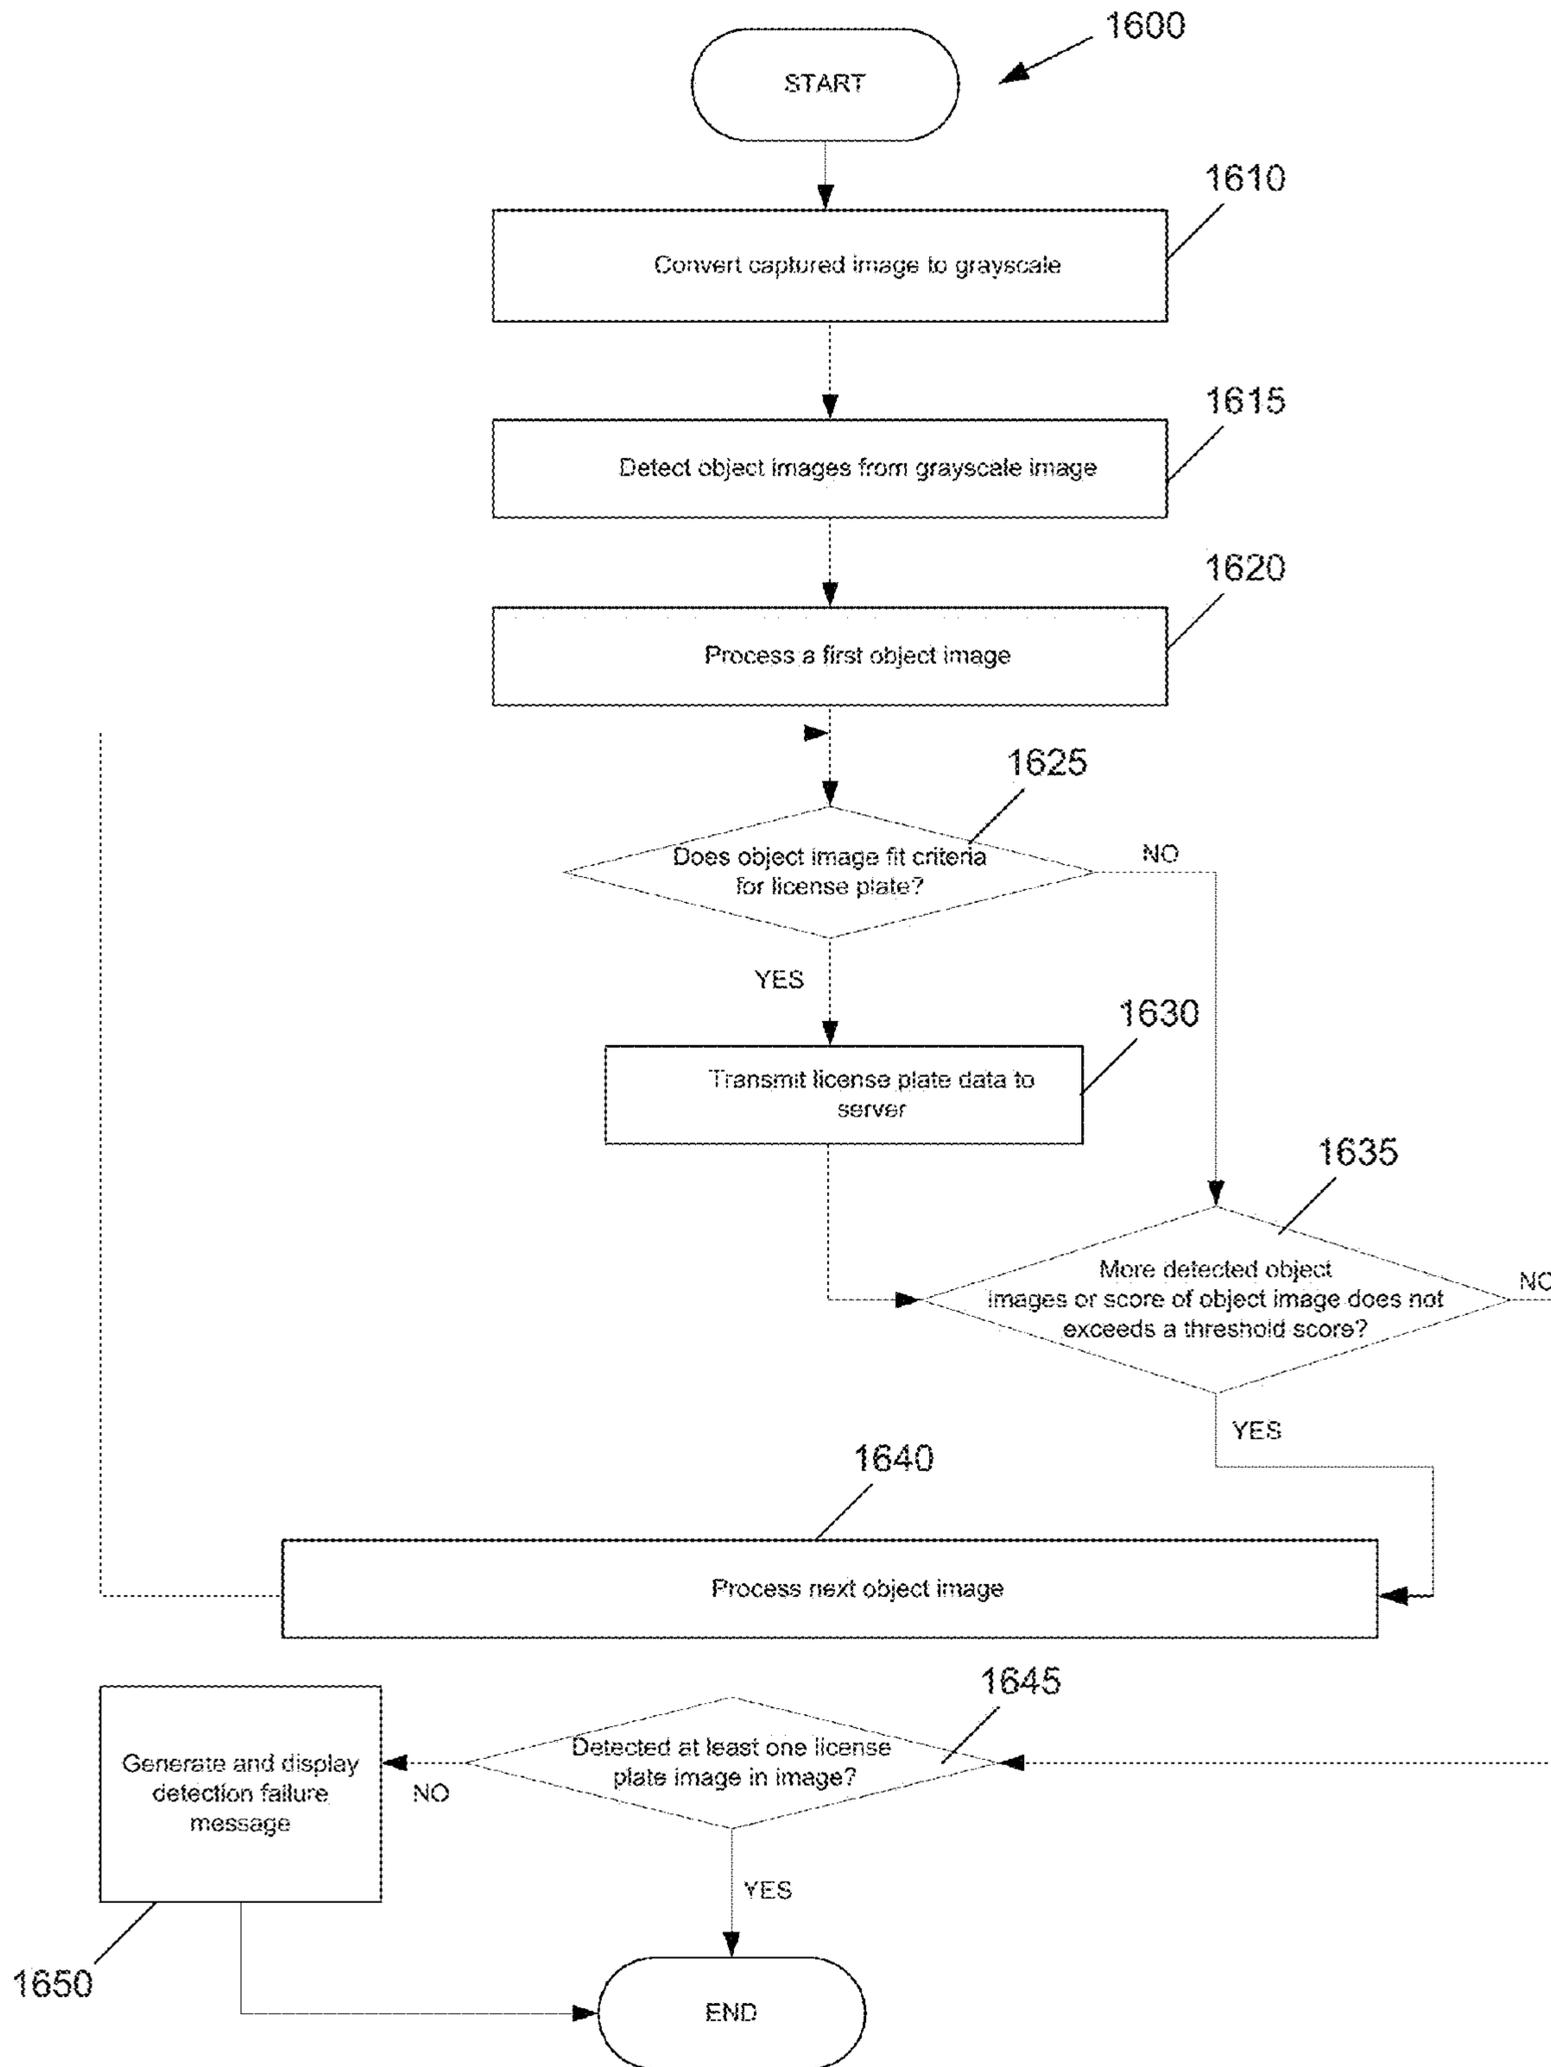 1600
START
1610
Convert captured image to grayscale
1615
Detect object images from grayscale image
1620
Process a first object image
1625
Does object image fit criteria
for license plate?
NO
YES
1630
Transmit license plate data to
server
1635
More detected object
images or score of object image does not
exceeds a threshold score?
NO
YES
1640
Process next object image
1645
Detected at least one license
plate image in image?
NO
Generate and display
detection failure
message
YES
1650
END